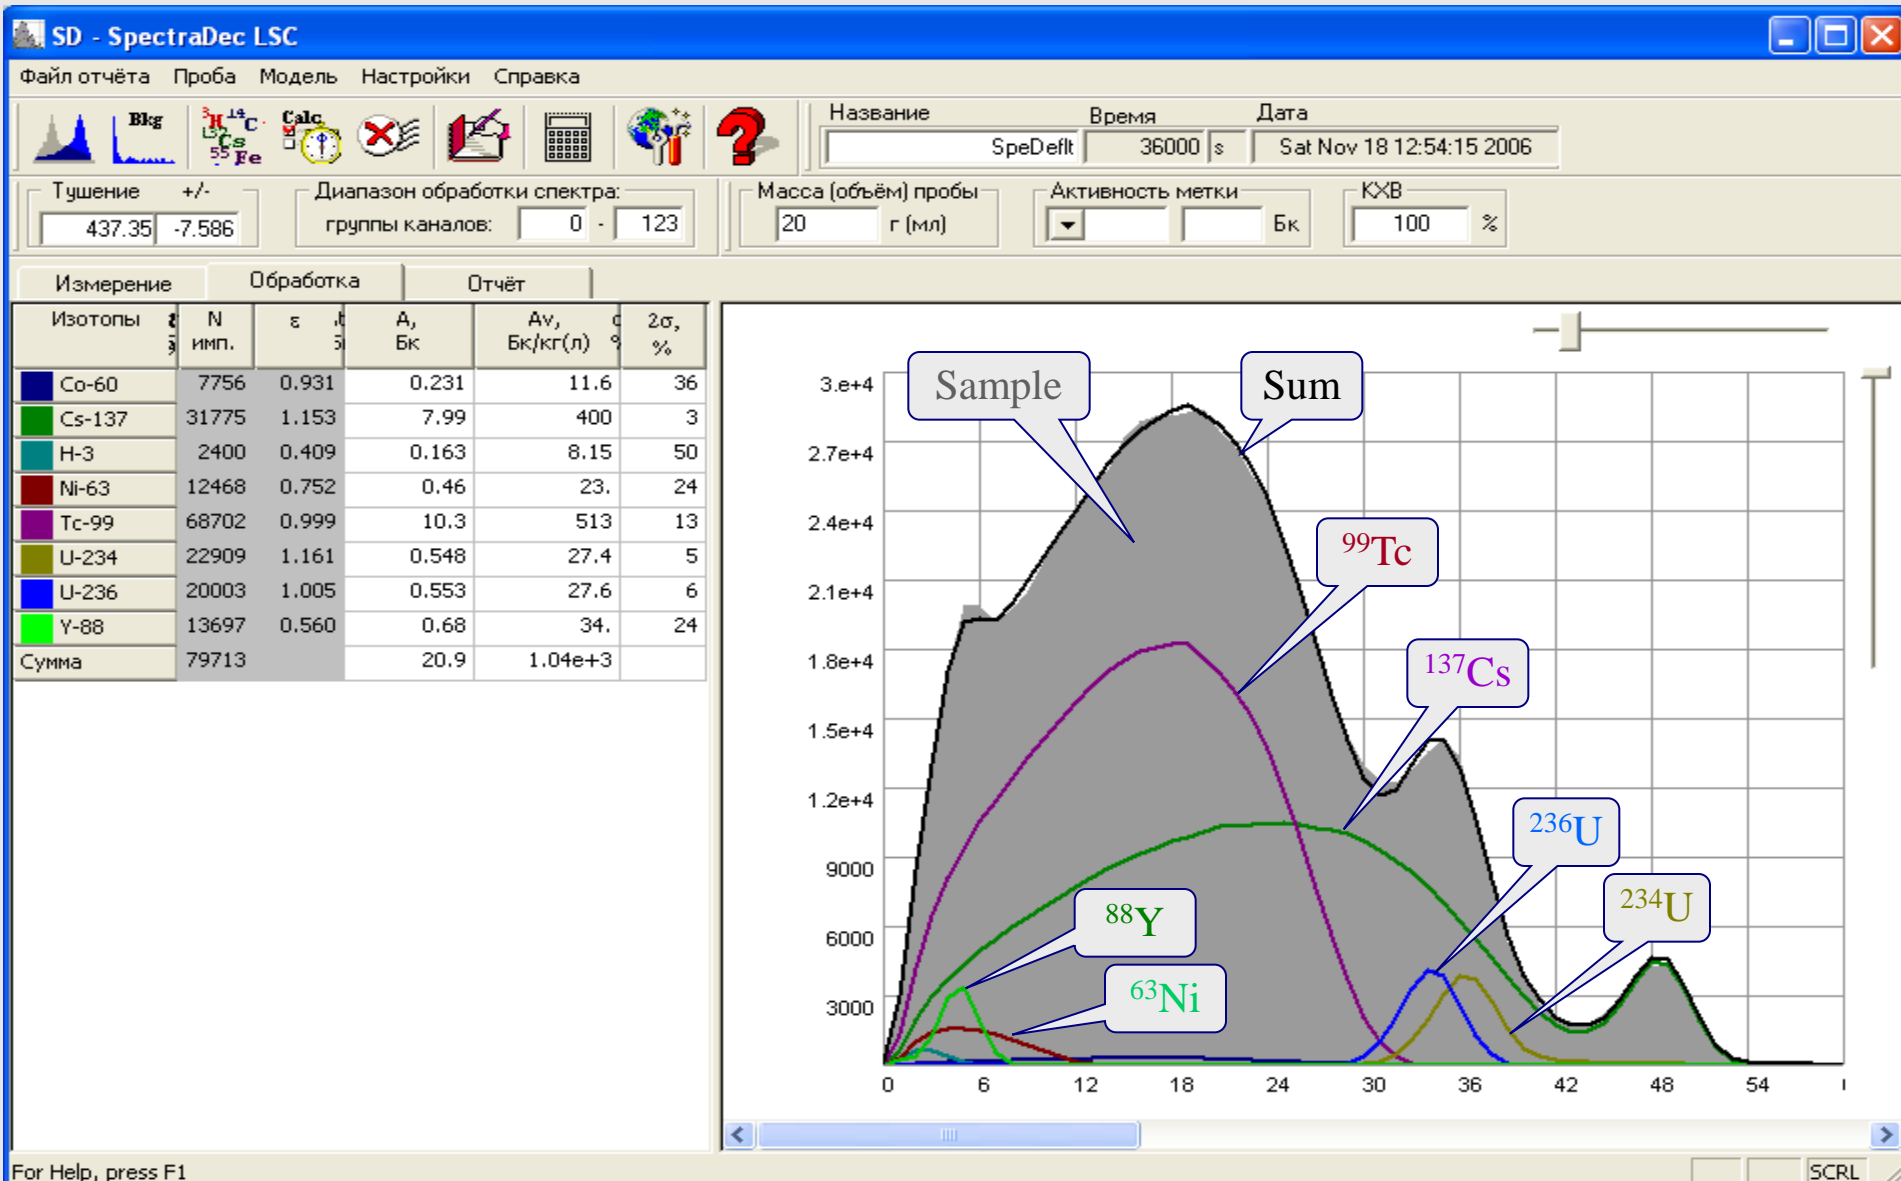 SD - SpectraDec LSC
Файл отчёта Проба Модель Настройки Справка
Bkg
³H ¹⁴C
Cs
⁵⁵Fe
Calc
Название Время Дата
SpeDeflt 36000 s Sat Nov 18 12:54:15 2006
Тушение +/-
437.35 -7.586
Диапазон обработки спектра:
группы каналов: 0 - 123
Масса (объём) пробы
20 г (мл)
Активность метки
Бк
КХВ
100 %
Измерение Обработка Отчёт
Изотопы N имп. ε A, Бк Av, Бк/кг(л) 2σ, %
Co-60 7756 0.931 0.231 11.6 36
Cs-137 31775 1.153 7.99 400 3
H-3 2400 0.409 0.163 8.15 50
Ni-63 12468 0.752 0.46 23. 24
Tc-99 68702 0.999 10.3 513 13
U-234 22909 1.161 0.548 27.4 5
U-236 20003 1.005 0.553 27.6 6
Y-88 13697 0.560 0.68 34. 24
Сумма 79713 20.9 1.04e+3
Sample
Sum
⁹⁹Tc
¹³⁷Cs
²³⁶U
²³⁴U
⁸⁸Y
⁶³Ni
3.e+4
2.7e+4
2.4e+4
2.1e+4
1.8e+4
1.5e+4
1.2e+4
9000
6000
3000
0 6 12 18 24 30 36 42 48 54
For Help, press F1
SCRL